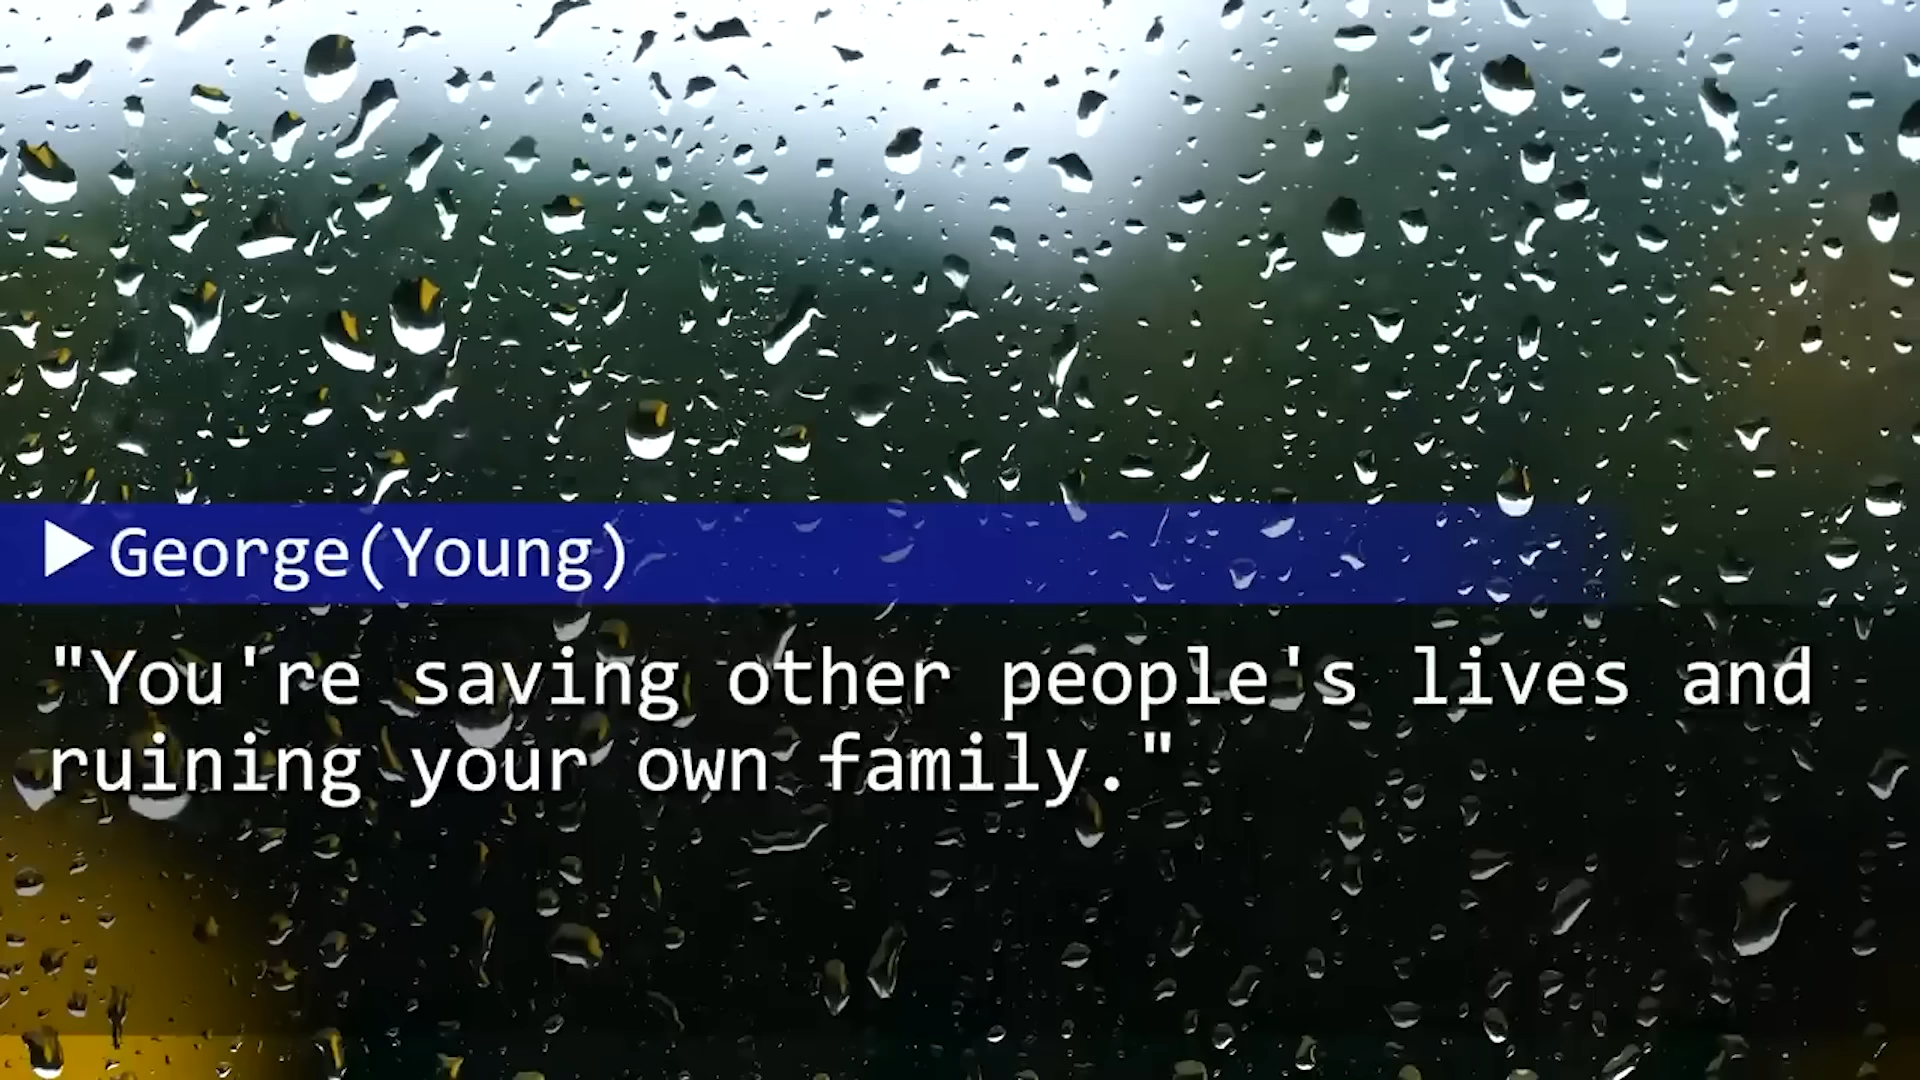 ▶George(Young)
"You're saving other people's lives and
ruining your own family."